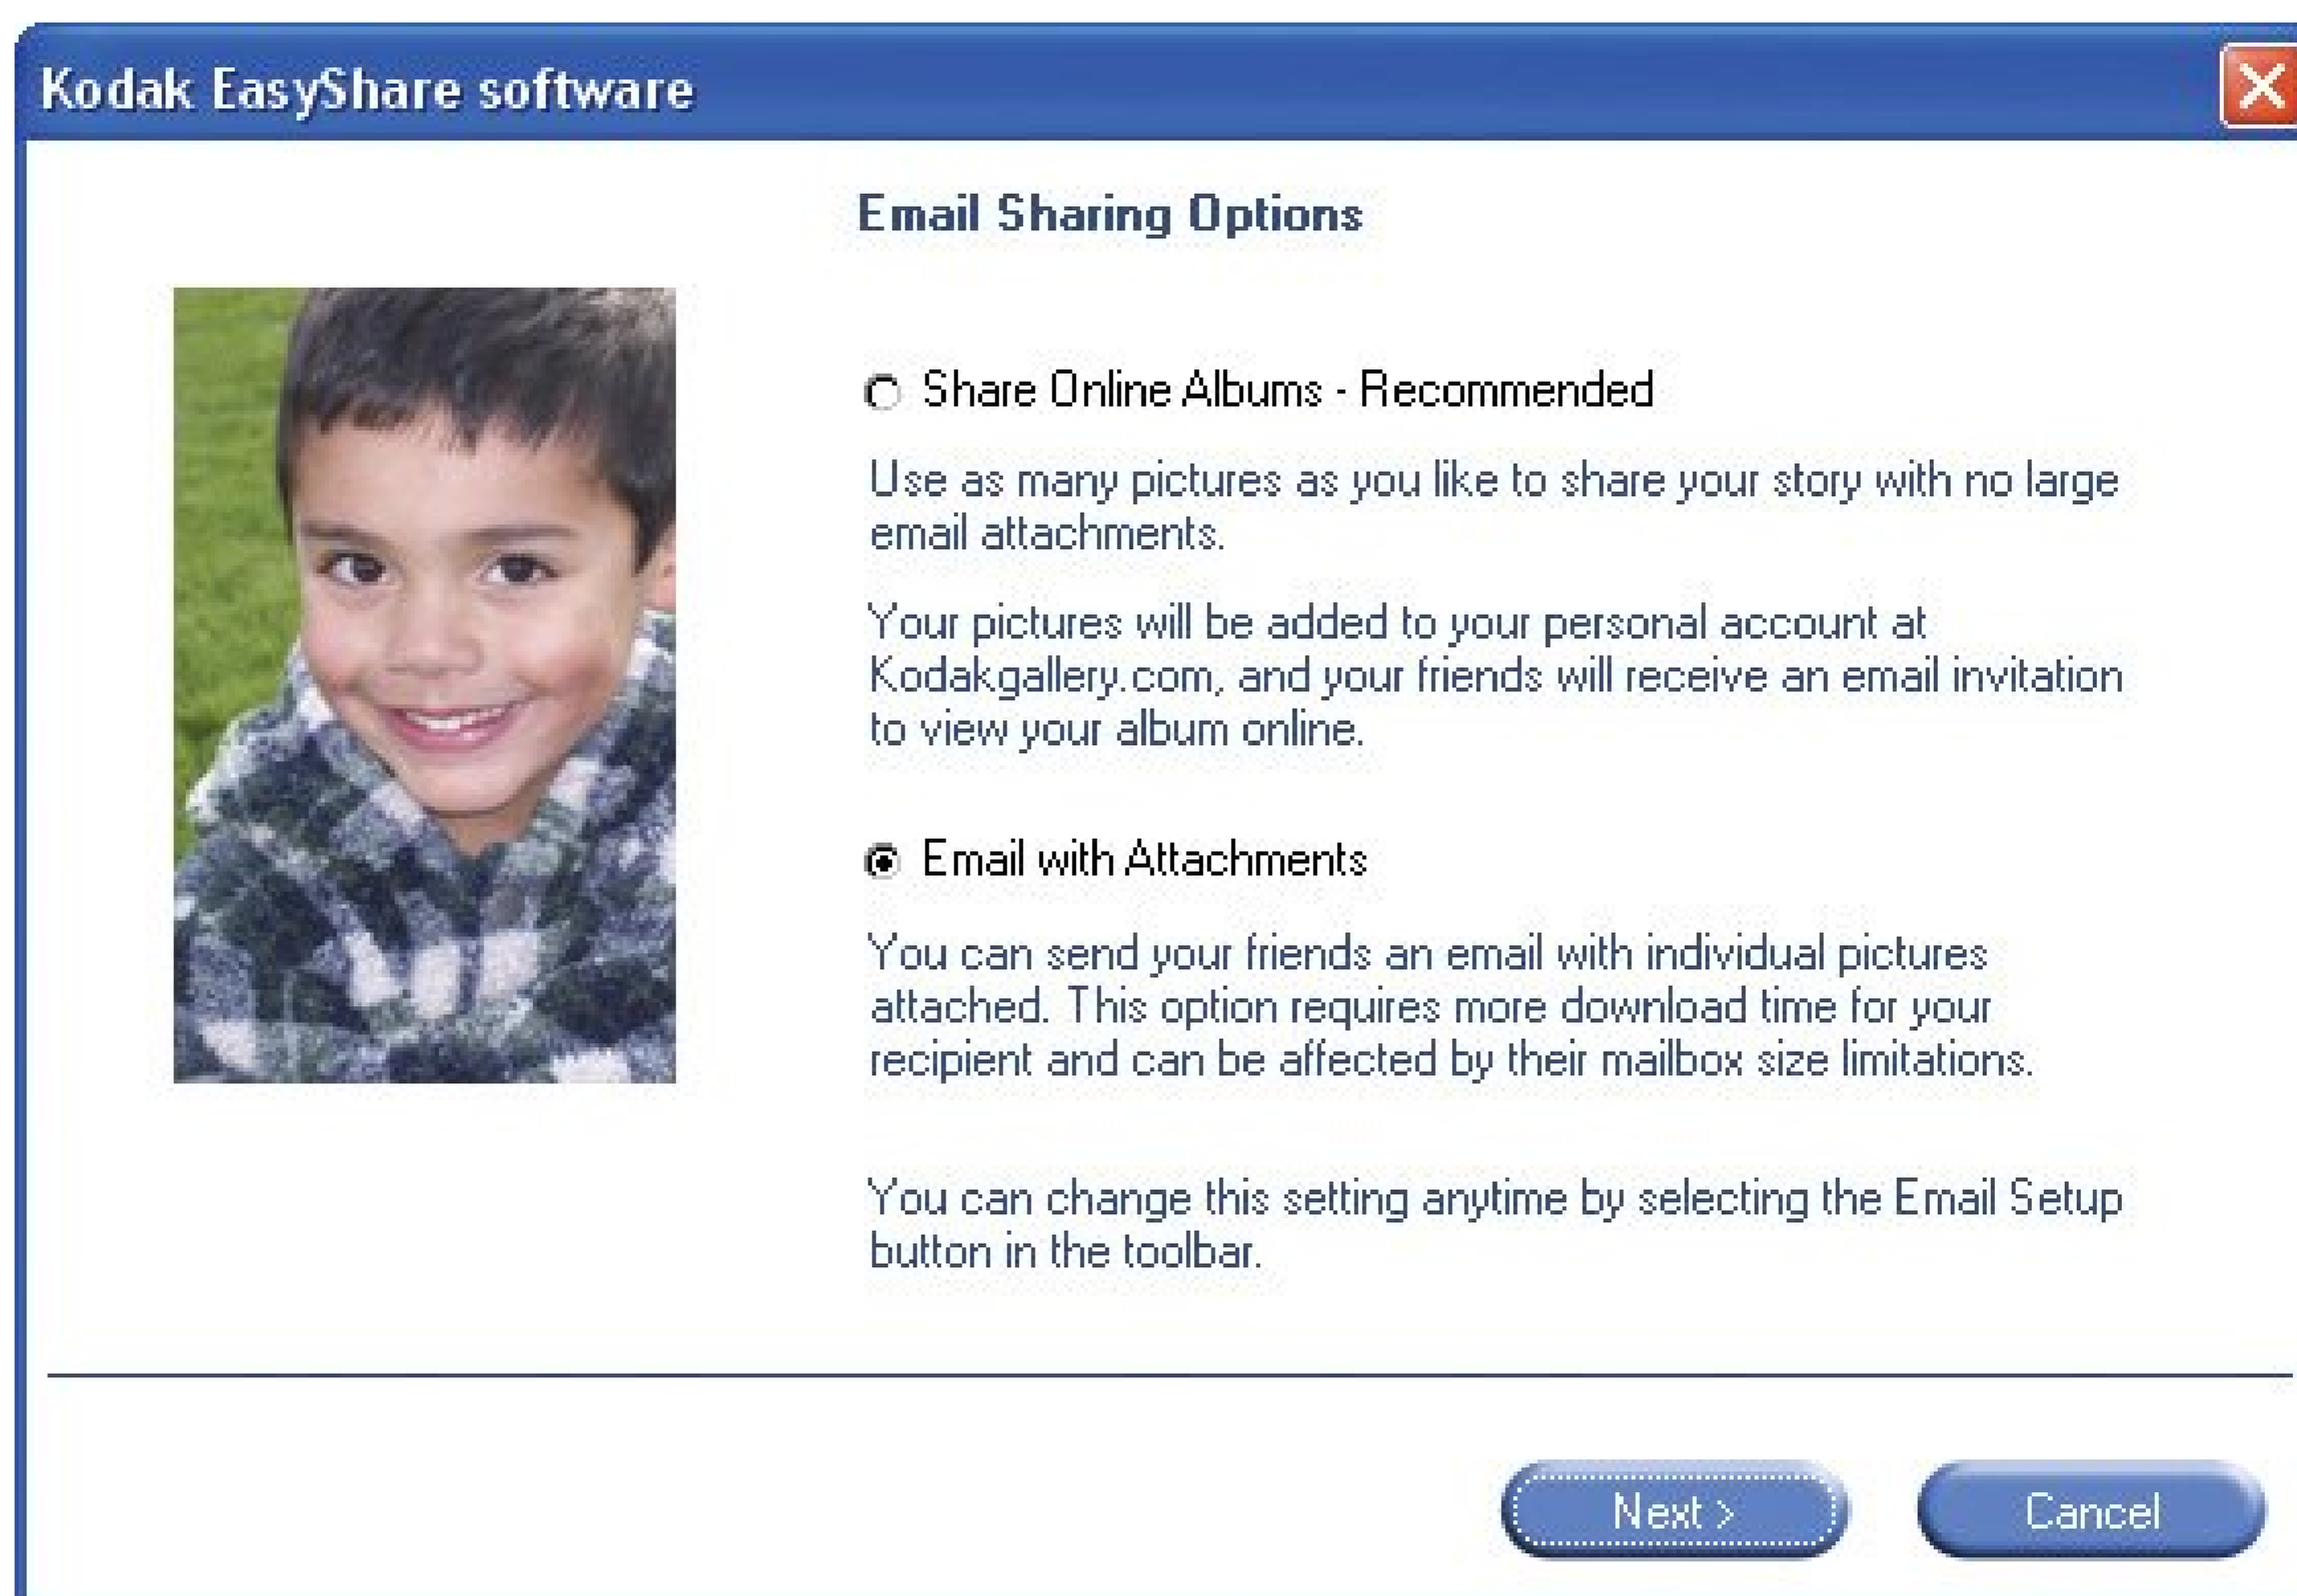 Kodak EasyShare software
Email Sharing Options
Share Online Albums - Recommended
Use as many pictures as you like to share your story with no large
email attachments.
Your pictures will be added to your personal account at
Kodakgallery.com, and your friends will receive an email invitation
to view your album online.
Email with Attachments
You can send your friends an email with individual pictures
attached. This option requires more download time for your
recipient and can be affected by their mailbox size limitations.
You can change this setting anytime by selecting the Email Setup
button in the toolbar.
Next >
Cancel